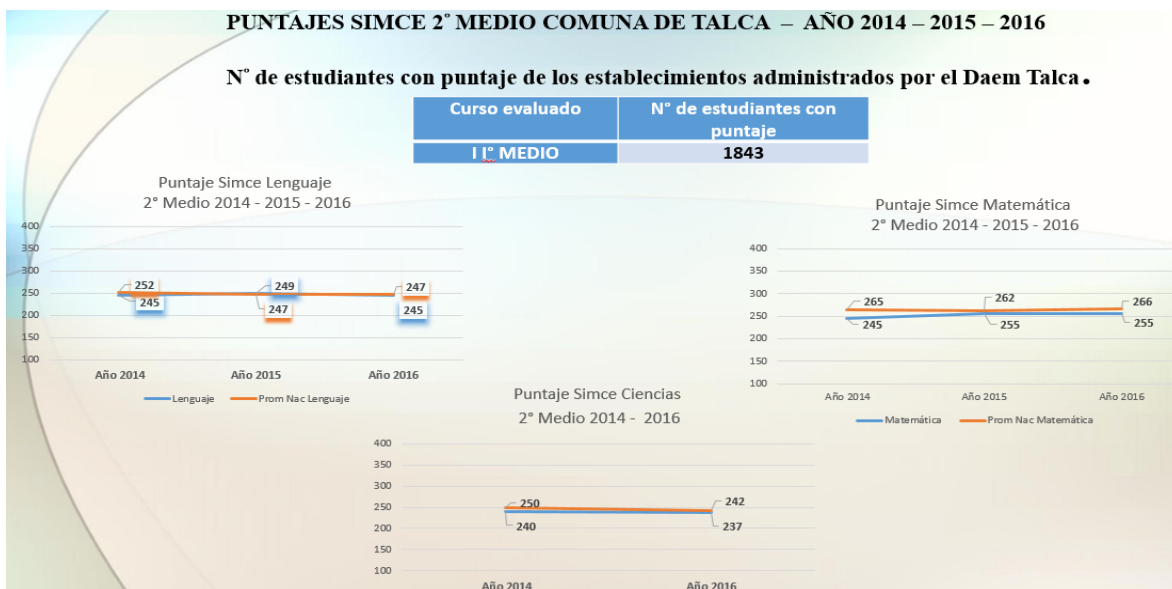 PUNTAJES SIMCE 2° MEDIO COMUNA DE TALCA – AÑO 2014 – 2015 – 2016
N° de estudiantes con puntaje de los establecimientos administrados por el Daem Talca.
Curso evaluado
N° de estudiantes con
puntaje
I I° MEDIO
1843
Puntaje Simce Lenguaje
2° Medio 2014 - 2015 - 2016
400
350
300
250
200
150
100
252
245
249
247
247
245
Año 2014
Año 2015
Año 2016
Lenguaje
Prom Nac Lenguaje
Puntaje Simce Matemática
2° Medio 2014 - 2015 - 2016
400
350
300
250
200
150
100
265
245
262
255
266
255
Año 2014
Año 2015
Año 2016
Matemática
Prom Nac Matemática
Puntaje Simce Ciencias
2° Medio 2014 - 2016
400
350
300
250
200
150
100
250
240
242
237
Año 2014
Año 2016